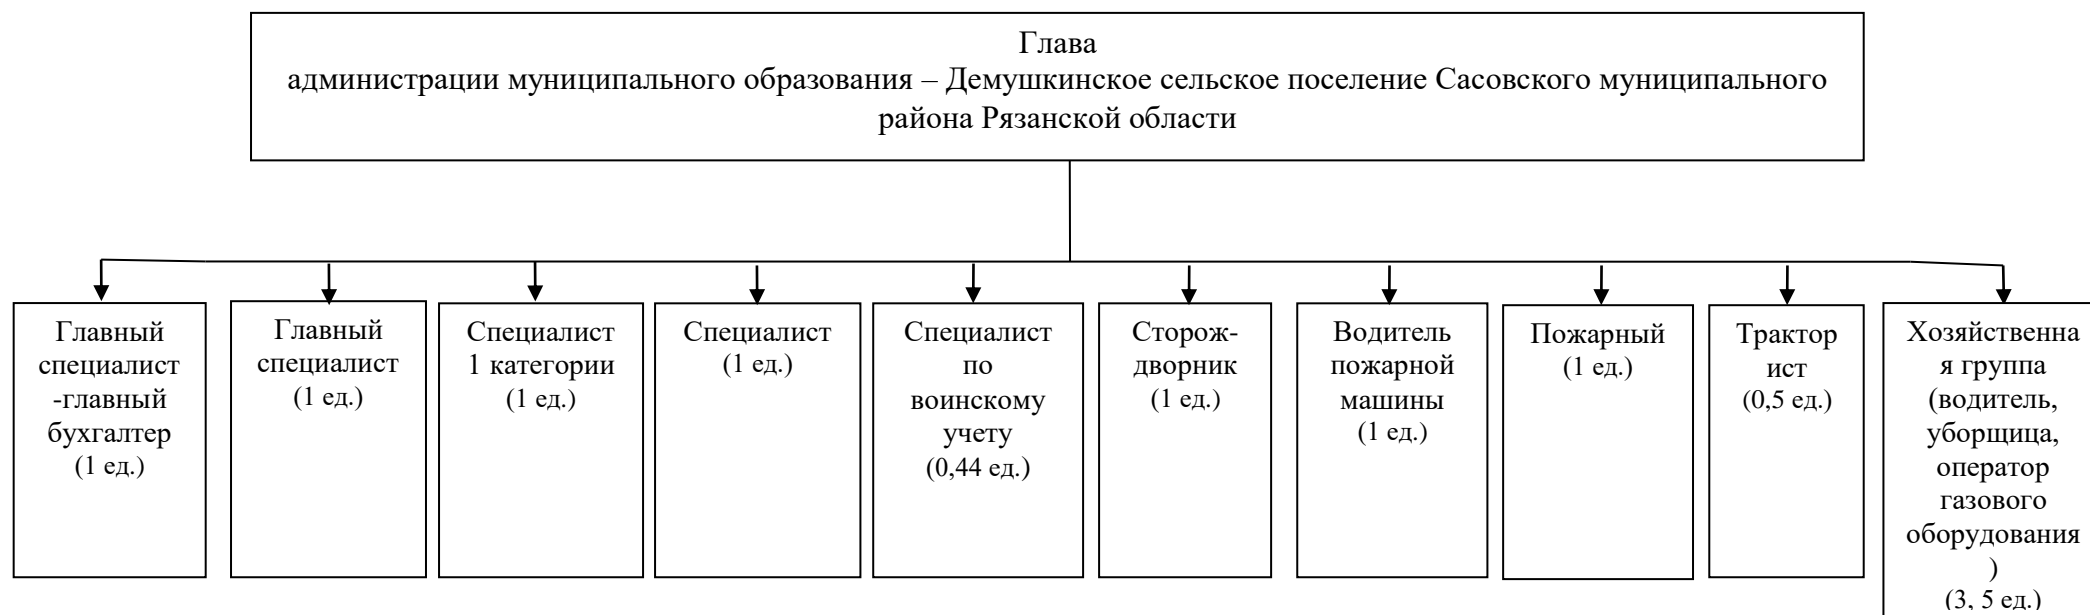 Глава
администрации муниципального образования – Демушкинское сельское поселение Сасовского муниципального
района Рязанской области
Главный
специалист
-главный
бухгалтер
(1 ед.)
Главный
специалист
(1 ед.)
Специалист
1 категории
(1 ед.)
Специалист
(1 ед.)
Специалист
по
воинскому
учету
(0,44 ед.)
Сторож-
дворник
(1 ед.)
Водитель
пожарной
машины
(1 ед.)
Пожарный
(1 ед.)
Трактор
ист
(0,5 ед.)
Хозяйственна
я группа
(водитель,
уборщица,
оператор
газового
оборудования
)
(3, 5 ед.)